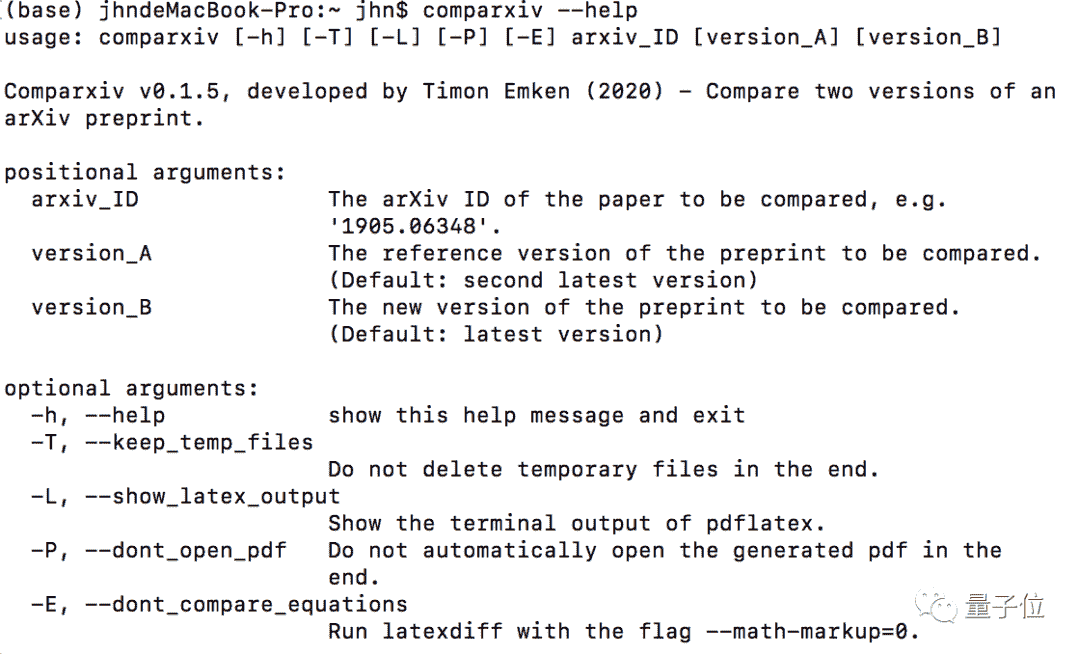 (base) jhndeMacBook-Pro:~ jhn$ comparxiv --help
usage: comparxiv [-h] [-T] [-L] [-P] [-E] arxiv_ID [version_A] [version_B]
Comparxiv v0.1.5, developed by Timon Emken (2020) – Compare two versions of an
arXiv preprint.
positional arguments:
arxiv_ID The arXiv ID of the paper to be compared, e.g.
'1905.06348'.
version_A The reference version of the preprint to be compared.
(Default: second latest version)
version_B The new version of the preprint to be compared.
(Default: latest version)
optional arguments:
-h, --help show this help message and exit
-T, --keep_temp_files
Do not delete temporary files in the end.
-L, --show_latex_output
Show the terminal output of pdflatex.
-P, --dont_open_pdf Do not automatically open the generated pdf in the
end.
-E, --dont_compare_equations
Run latexdiff with the flag --math-markup=0.
量子位